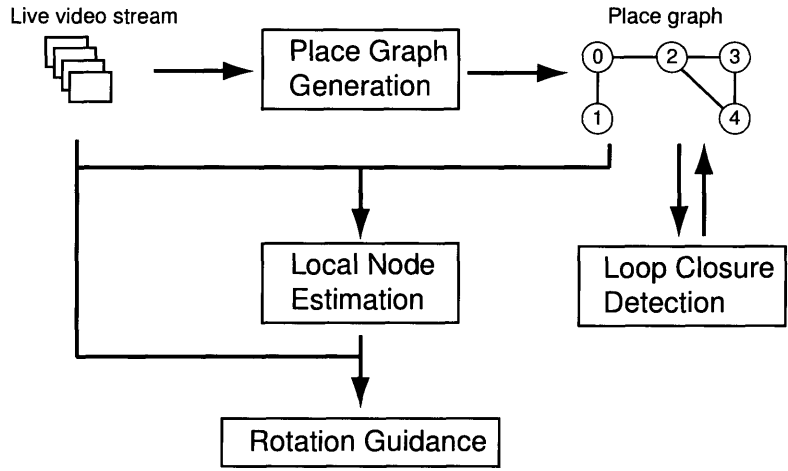 Live video stream
Place graph
Place Graph
Generation
0
2
3
1
4
Local Node
Estimation
Loop Closure
Detection
Rotation Guidance